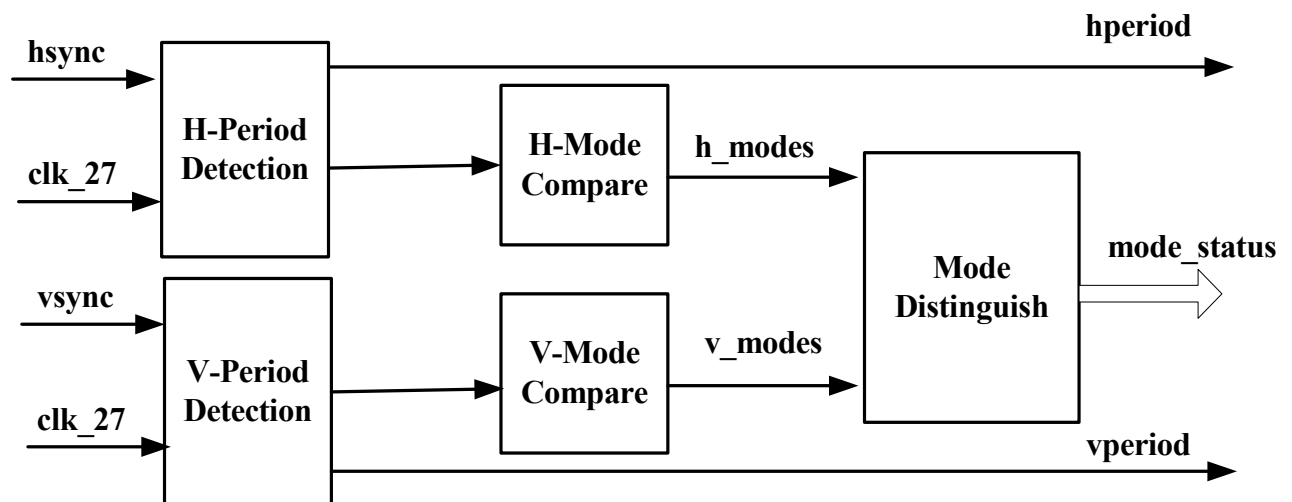 hperiod
hsync
H-Period
Detection
H-Mode
Compare
h_modes
clk_27
Mode
Distinguish
mode_status
vsync
V-Period
Detection
V-Mode
Compare
v_modes
clk_27
vperiod